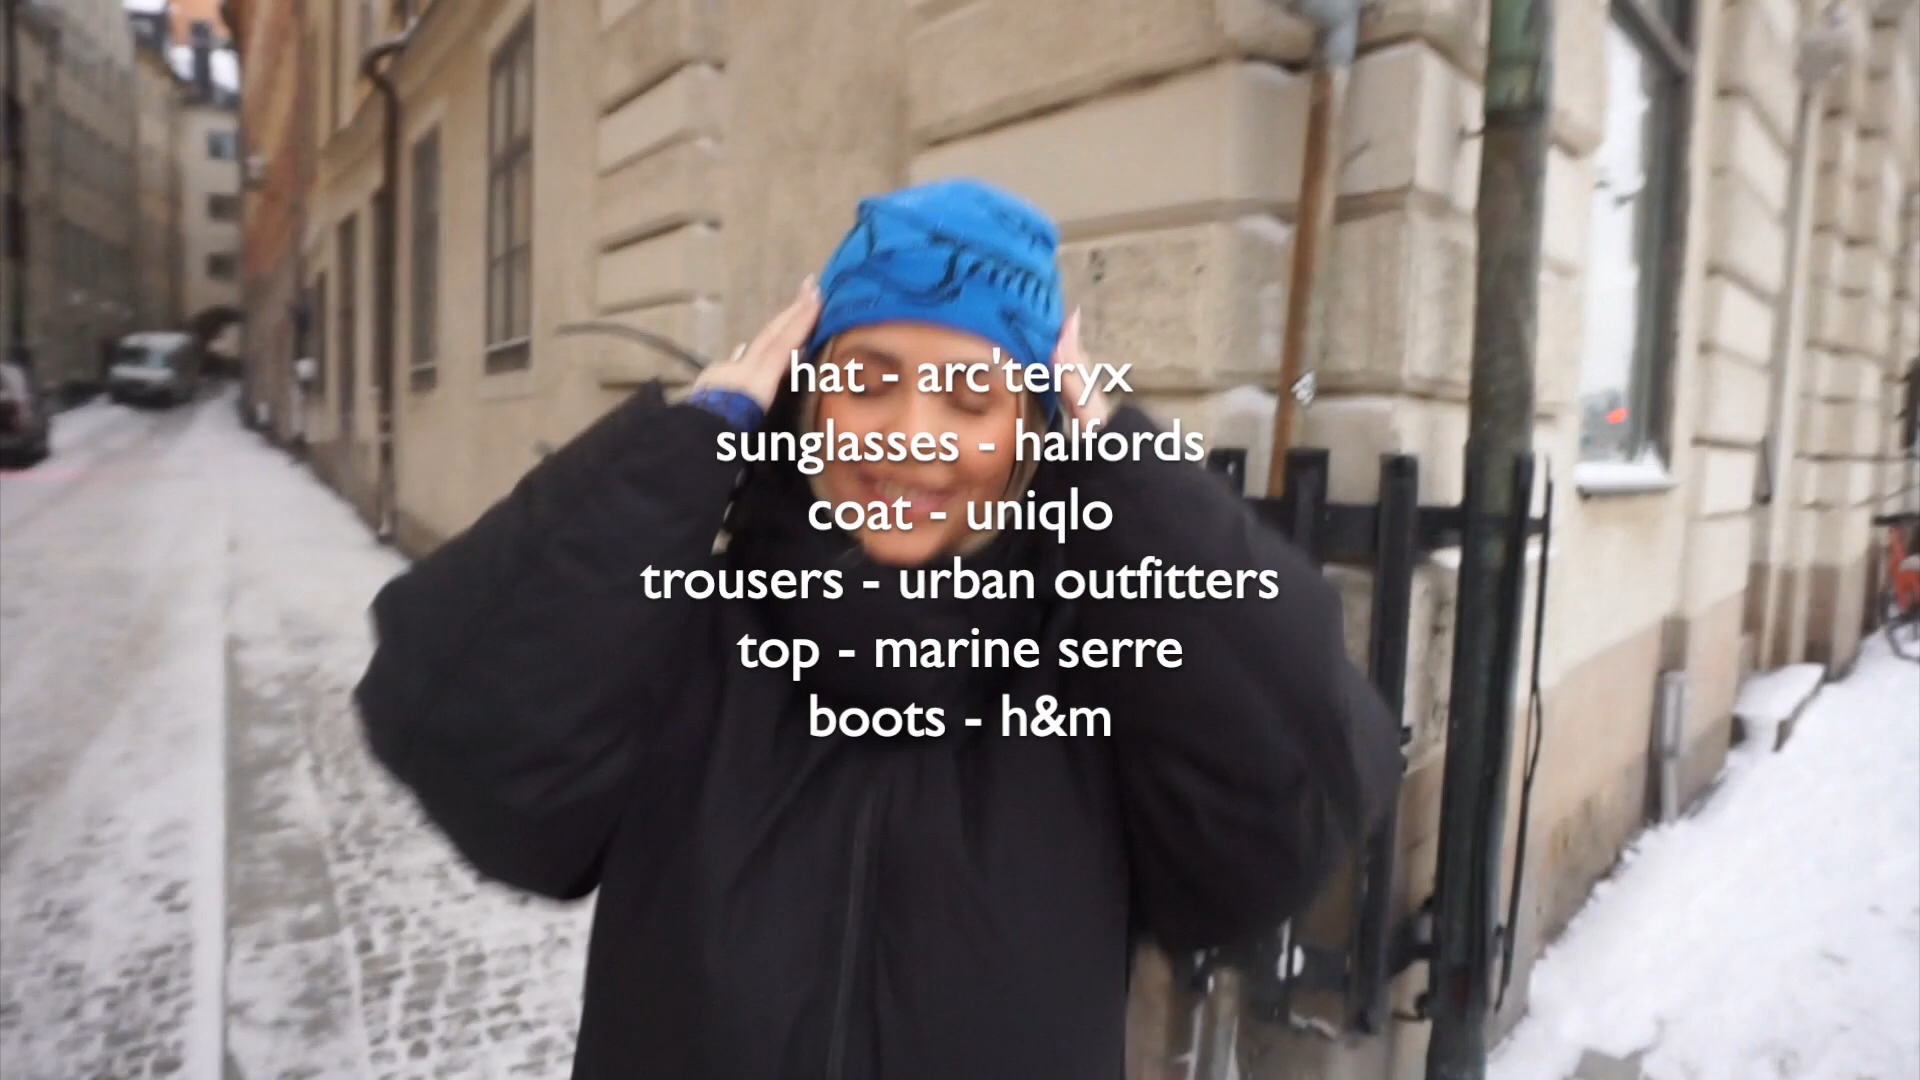 hat - arc'teryx
sunglasses - halfords
coat - uniqlo
trousers - urban outfitters
top - marine serre
boots - h&m